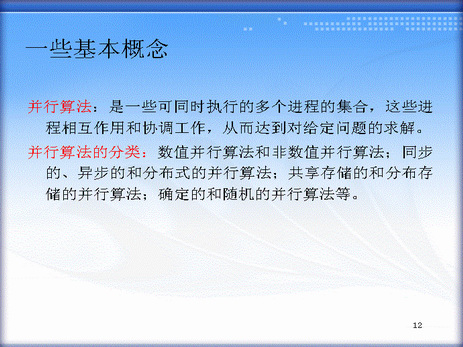 一些基本概念
并行算法：是一些可同时执行的多个进程的集合，这些进
程相互作用和协调工作，从而达到对给定问题的求解。
并行算法的分类：数值并行算法和非数值并行算法；同步
的、异步的和分布式的并行算法；共享存储的和分布存
储的并行算法；确定的和随机的并行算法等。
12